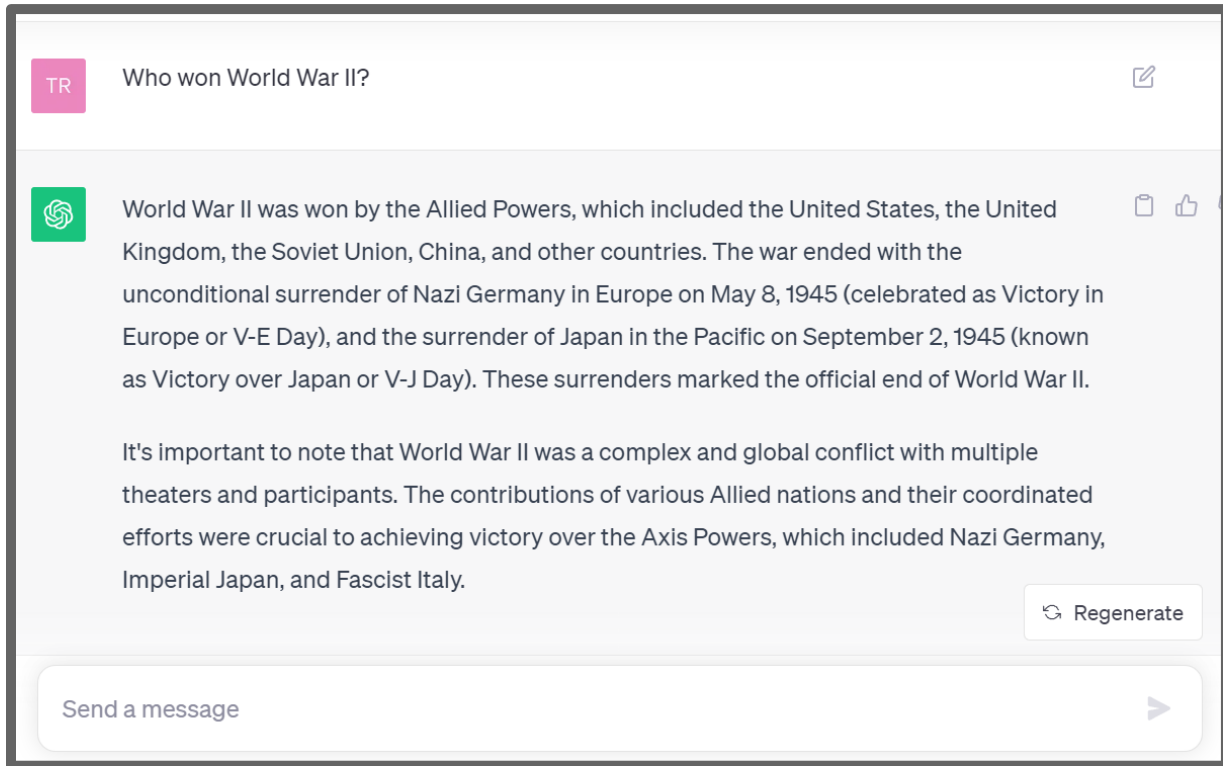 TR
Who won World War II?
World War II was won by the Allied Powers, which included the United States, the United
Kingdom, the Soviet Union, China, and other countries. The war ended with the
unconditional surrender of Nazi Germany in Europe on May 8, 1945 (celebrated as Victory in
Europe or V-E Day), and the surrender of Japan in the Pacific on September 2, 1945 (known
as Victory over Japan or V-J Day). These surrenders marked the official end of World War II.
It's important to note that World War II was a complex and global conflict with multiple
theaters and participants. The contributions of various Allied nations and their coordinated
efforts were crucial to achieving victory over the Axis Powers, which included Nazi Germany,
Imperial Japan, and Fascist Italy.
Regenerate
Send a message